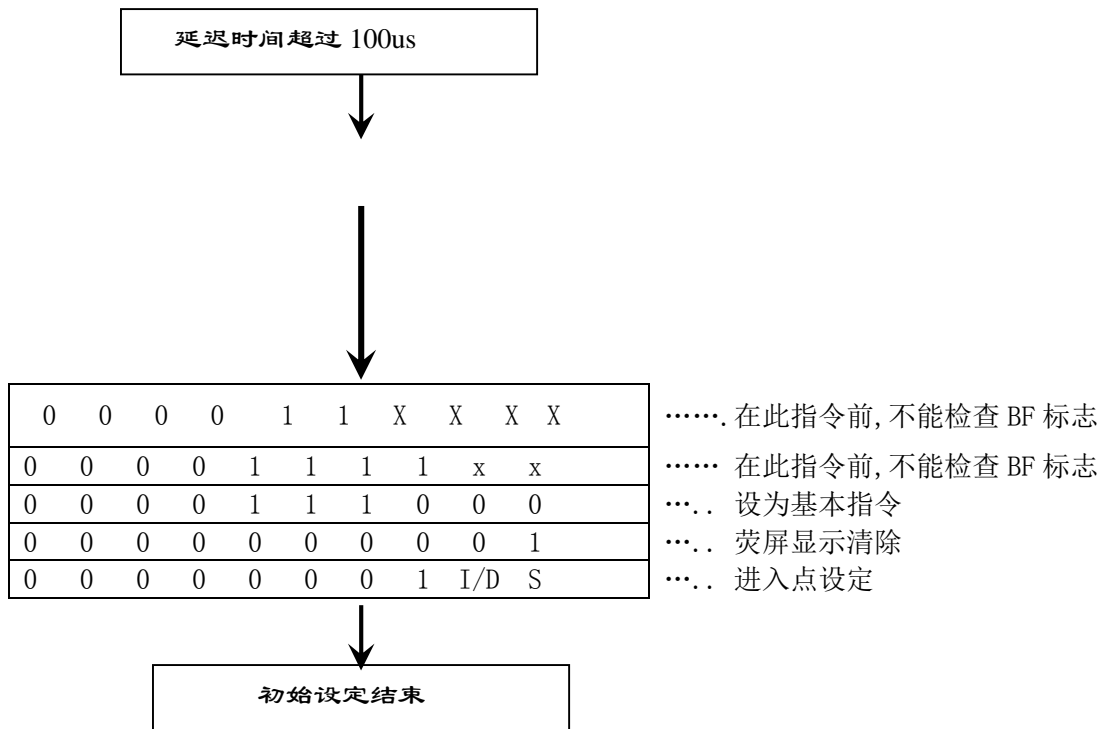 延迟时间超过 100us
0 0 0 0 1 1 X X X X …….在此指令前,不能检查 BF 标志
0 0 0 0 1 1 1 1 x x …… 在此指令前,不能检查 BF 标志
0 0 0 0 1 1 1 0 0 0 ….. 设为基本指令
0 0 0 0 0 0 0 0 0 1 ….. 荧屏显示清除
0 0 0 0 0 0 0 1 I/D S ….. 进入点设定
初始设定结束